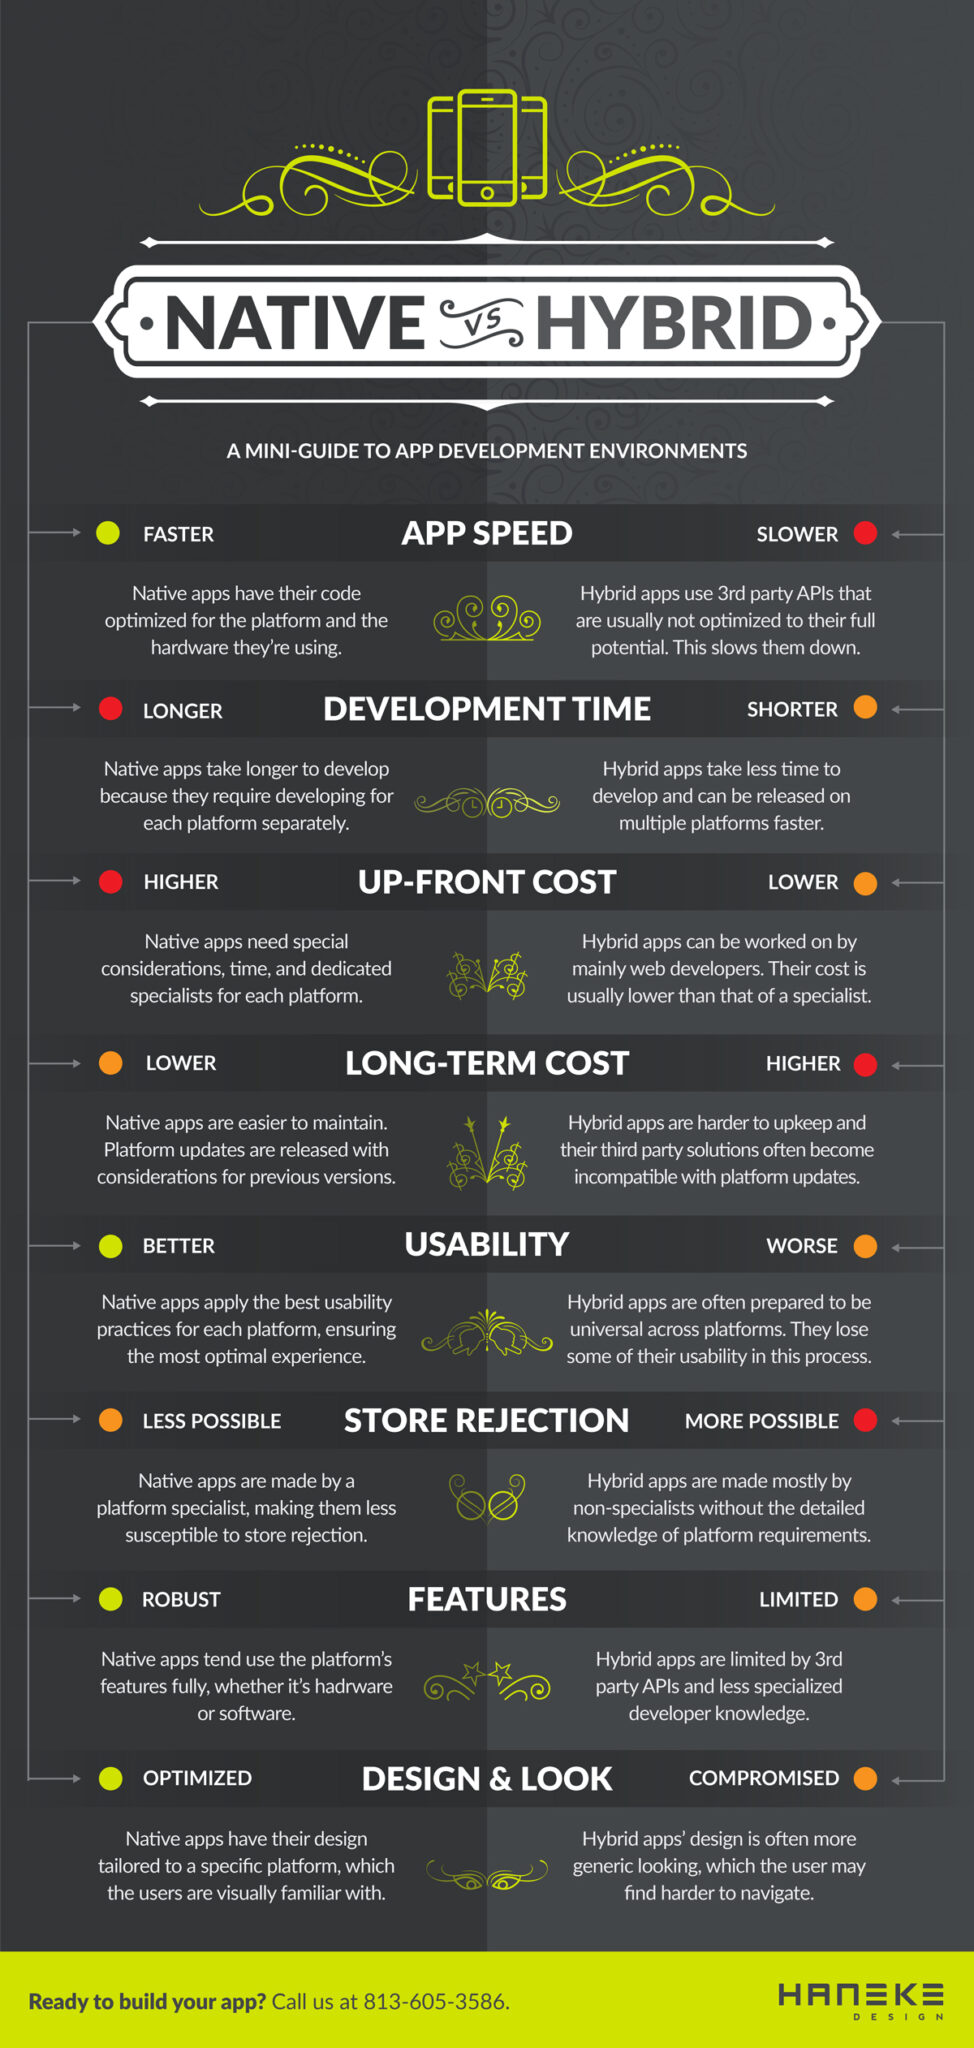 NATIVE vs HYBRID
A MINI-GUIDE TO APP DEVELOPMENT ENVIRONMENTS
FASTER
APP SPEED
SLOWER
Native apps have their code
optimized for the platform and the
hardware they're using.
Hybrid apps use 3rd party APIs that
are usually not optimized to their full
potential. This slows them down.
LONGER
DEVELOPMENT TIME
SHORTER
Native apps take longer to develop
because they require developing for
each platform separately.
Hybrid apps take less time to
develop and can be released on
multiple platforms faster.
HIGHER
UP-FRONT COST
LOWER
Native apps need special
considerations, time, and dedicated
specialists for each platform.
Hybrid apps can be worked on by
mainly web developers. Their cost is
usually lower than that of a specialist.
LOWER
LONG-TERM COST
HIGHER
Native apps are easier to maintain.
Platform updates are released with
considerations for previous versions.
Hybrid apps are harder to upkeep and
their third party solutions often become
incompatible with platform updates.
BETTER
USABILITY
WORSE
Native apps apply the best usability
practices for each platform, ensuring
the most optimal experience.
Hybrid apps are often prepared to be
universal across platforms. They lose
some of their usability in this process.
LESS POSSIBLE
STORE REJECTION
MORE POSSIBLE
Native apps are made by a
platform specialist, making them less
susceptible to store rejection.
Hybrid apps are made mostly by
non-specialists without the detailed
knowledge of platform requirements.
ROBUST
FEATURES
LIMITED
Native apps tend use the platform's
features fully, whether it's hadrware
or software.
Hybrid apps are limited by 3rd
party APIs and less specialized
developer knowledge.
OPTIMIZED
DESIGN & LOOK
COMPROMISED
Native apps have their design
tailored to a specific platform, which
the users are visually familiar with.
Hybrid apps' design is often more
generic looking, which the user may
find harder to navigate.
Ready to build your app? Call us at 813-605-3586.
HANEKE
DESIGN